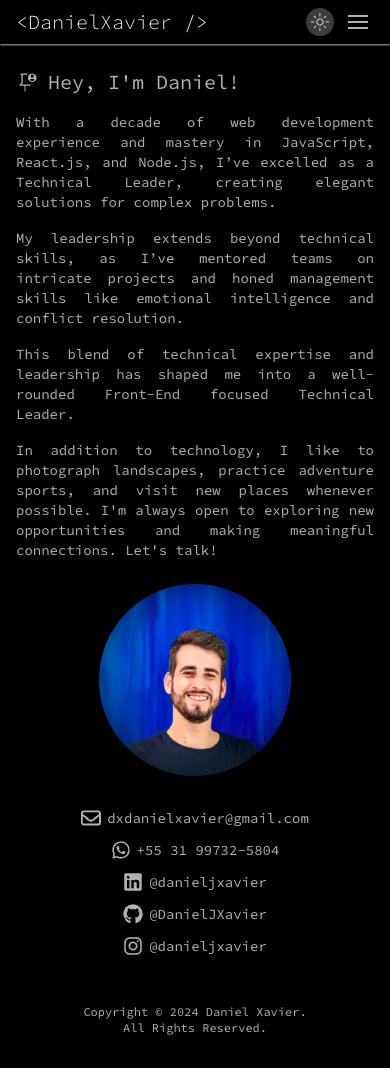 <DanielXavier />
Hey, I'm Daniel!
With a decade of web development
experience and mastery in JavaScript,
React.js, and Node.js, I’ve excelled as a
Technical Leader, creating elegant
solutions for complex problems.
My leadership extends beyond technical
skills, as I’ve mentored teams on
intricate projects and honed management
skills like emotional intelligence and
conflict resolution.
This blend of technical expertise and
leadership has shaped me into a well-
rounded Front-End focused Technical
Leader.
In addition to technology, I like to
photograph landscapes, practice adventure
sports, and visit new places whenever
possible. I'm always open to exploring new
opportunities and making meaningful
connections. Let's talk!
dxdanielxavier@gmail.com
+55 31 99732-5804
@danieljxavier
@DanielJXavier
@danieljxavier
Copyright © 2024 Daniel Xavier.
All Rights Reserved.